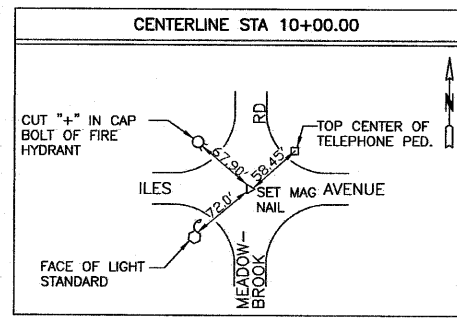 CENTERLINE STA 10+00.00
N
CUT "+" IN CAP
BOLT OF FIRE
HYDRANT
RD
TOP CENTER OF
TELEPHONE PED.
67.90'
58.45'
ILES
SET MAG
NAIL
AVENUE
72.0'
FACE OF LIGHT
STANDARD
MEADOW-
BROOK